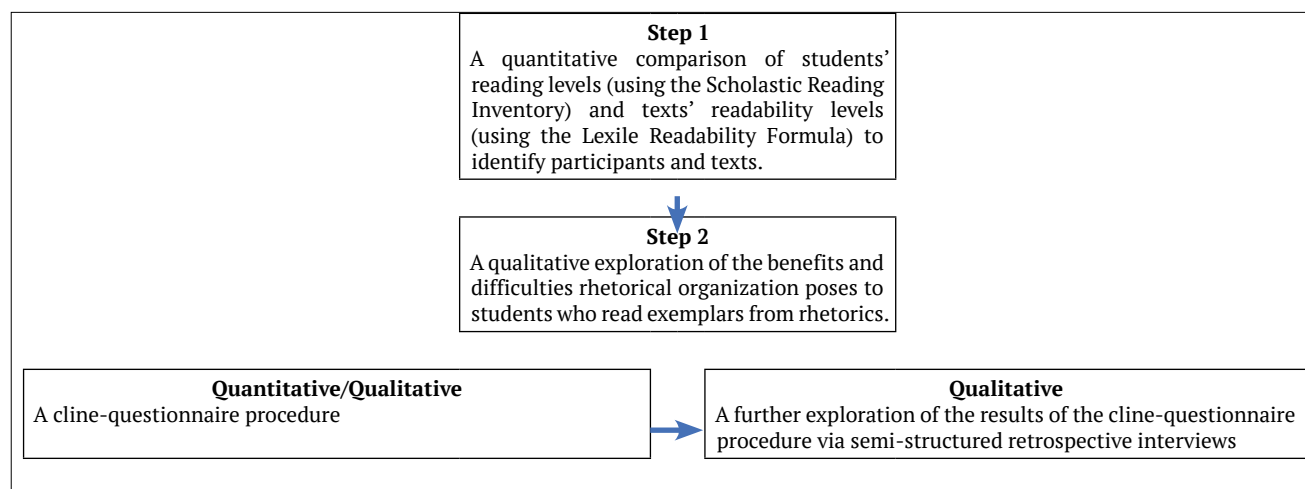 Step 1
A quantitative comparison of students’
reading levels (using the Scholastic Reading
Inventory) and texts’ readability levels
(using the Lexile Readability Formula) to
identify participants and texts.
Step 2
A qualitative exploration of the benefits and
difficulties rhetorical organization poses to
students who read exemplars from rhetorics.
Quantitative/Qualitative
A cline-questionnaire procedure
Qualitative
A further exploration of the results of the cline-questionnaire
procedure via semi-structured retrospective interviews